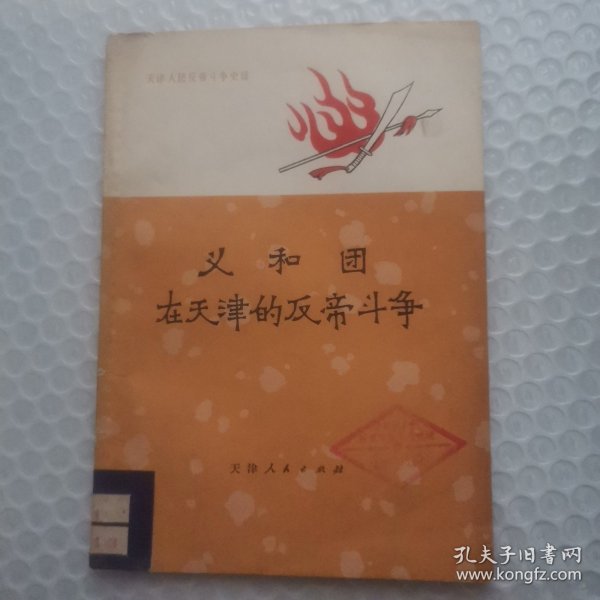 天津人民反帝斗争史话
义和团
在天津的反帝斗争
天津人民出版社
孔夫子旧书网
www.kongfz.com